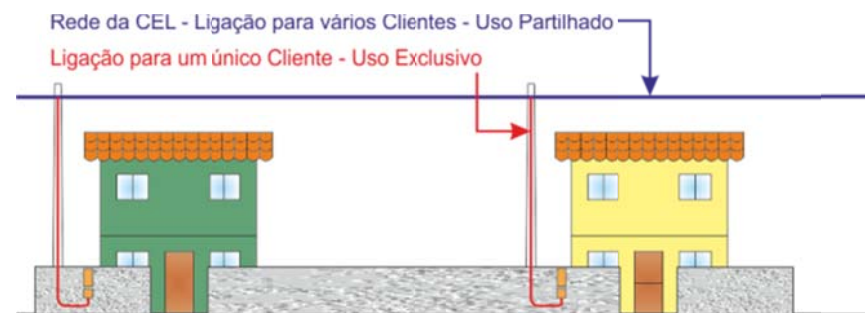 Rede da CEL - Ligação para vários Clientes - Uso Partilhado
Ligação para um único Cliente - Uso Exclusivo